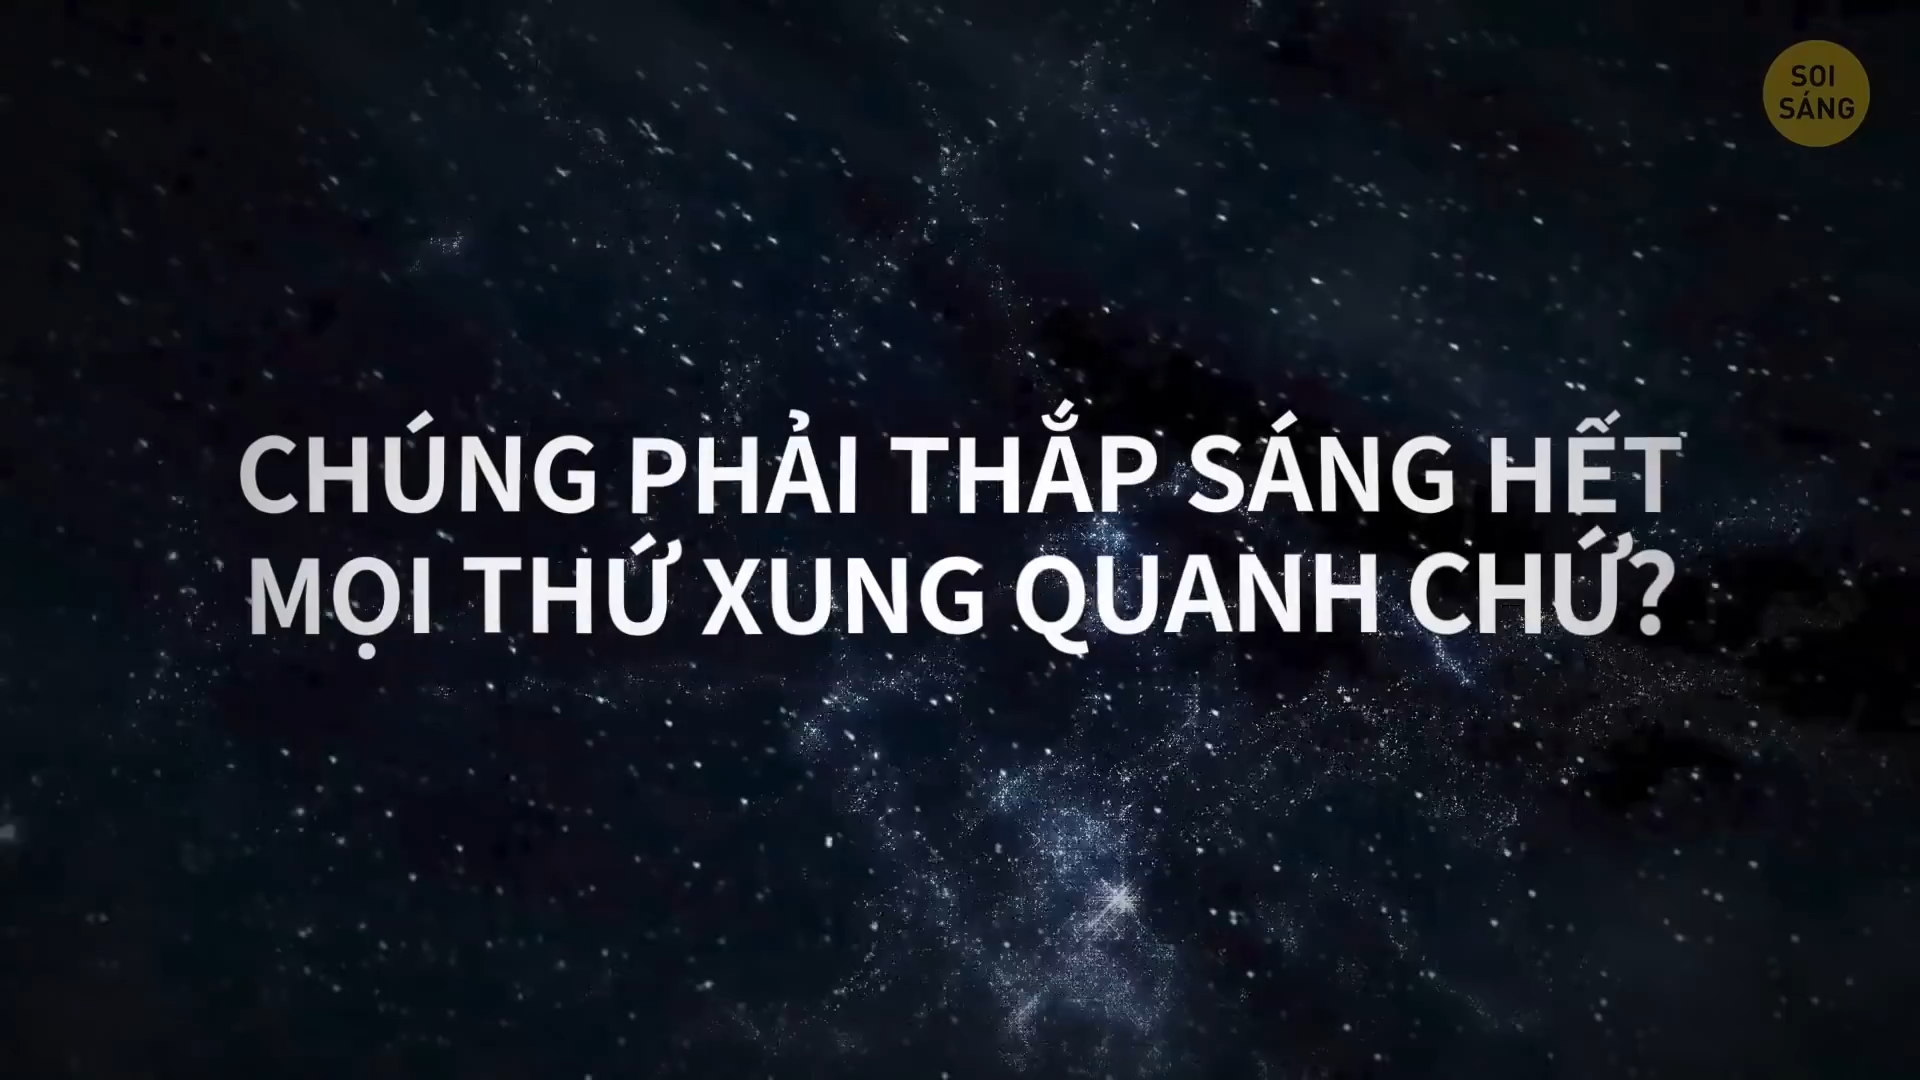 SOI
SÁNG
CHÚNG PHẢI THẮP SÁNG HẾT
MỌI THỨ XUNG QUANH CHỨ?